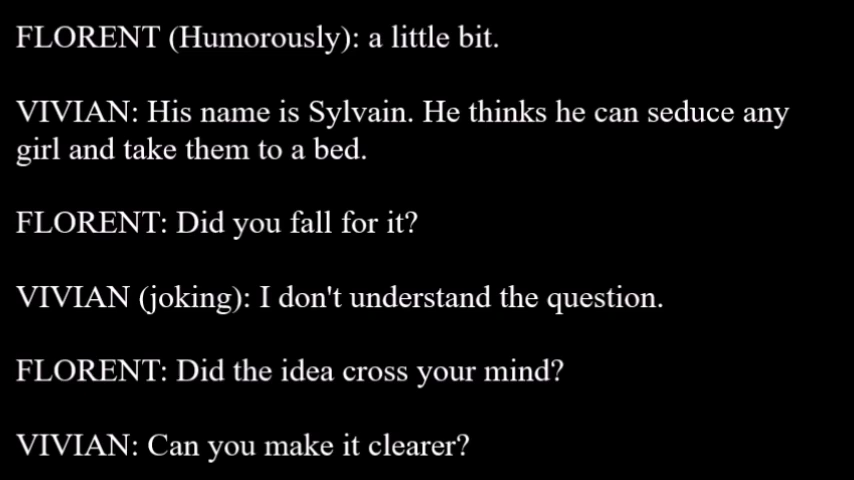 FLORENT (Humorously): a little bit.
VIVIAN: His name is Sylvain. He thinks he can seduce any
girl and take them to a bed.
FLORENT: Did you fall for it?
VIVIAN (joking): I don't understand the question.
FLORENT: Did the idea cross your mind?
VIVIAN: Can you make it clearer?